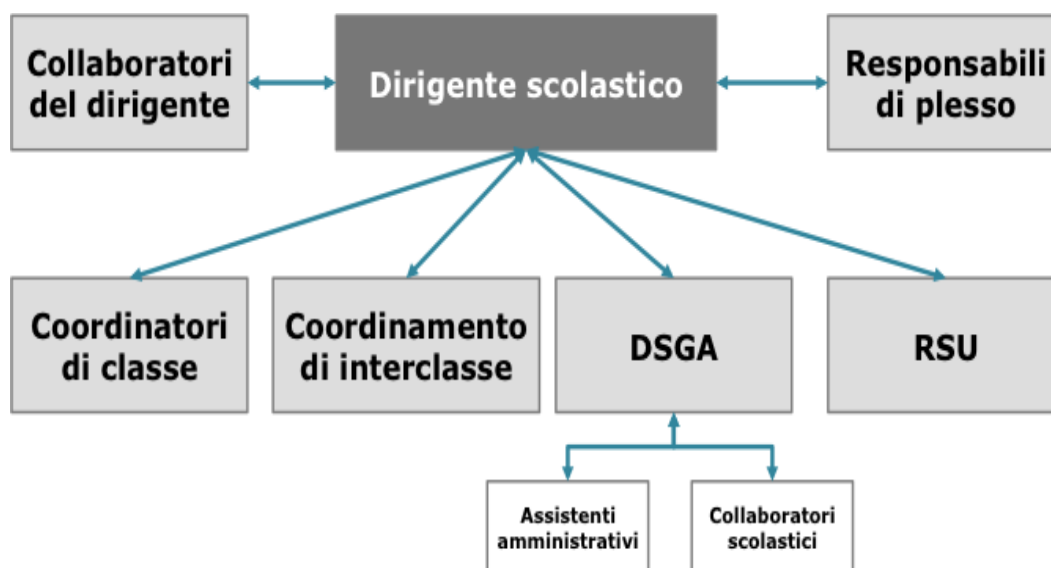 Collaboratori
del dirigente
Dirigente scolastico
Responsabili
di plesso
Coordinatori
di classe
Coordinamento
di interclasse
DSGA
RSU
Assistenti
amministrativi
Collaboratori
scolastici